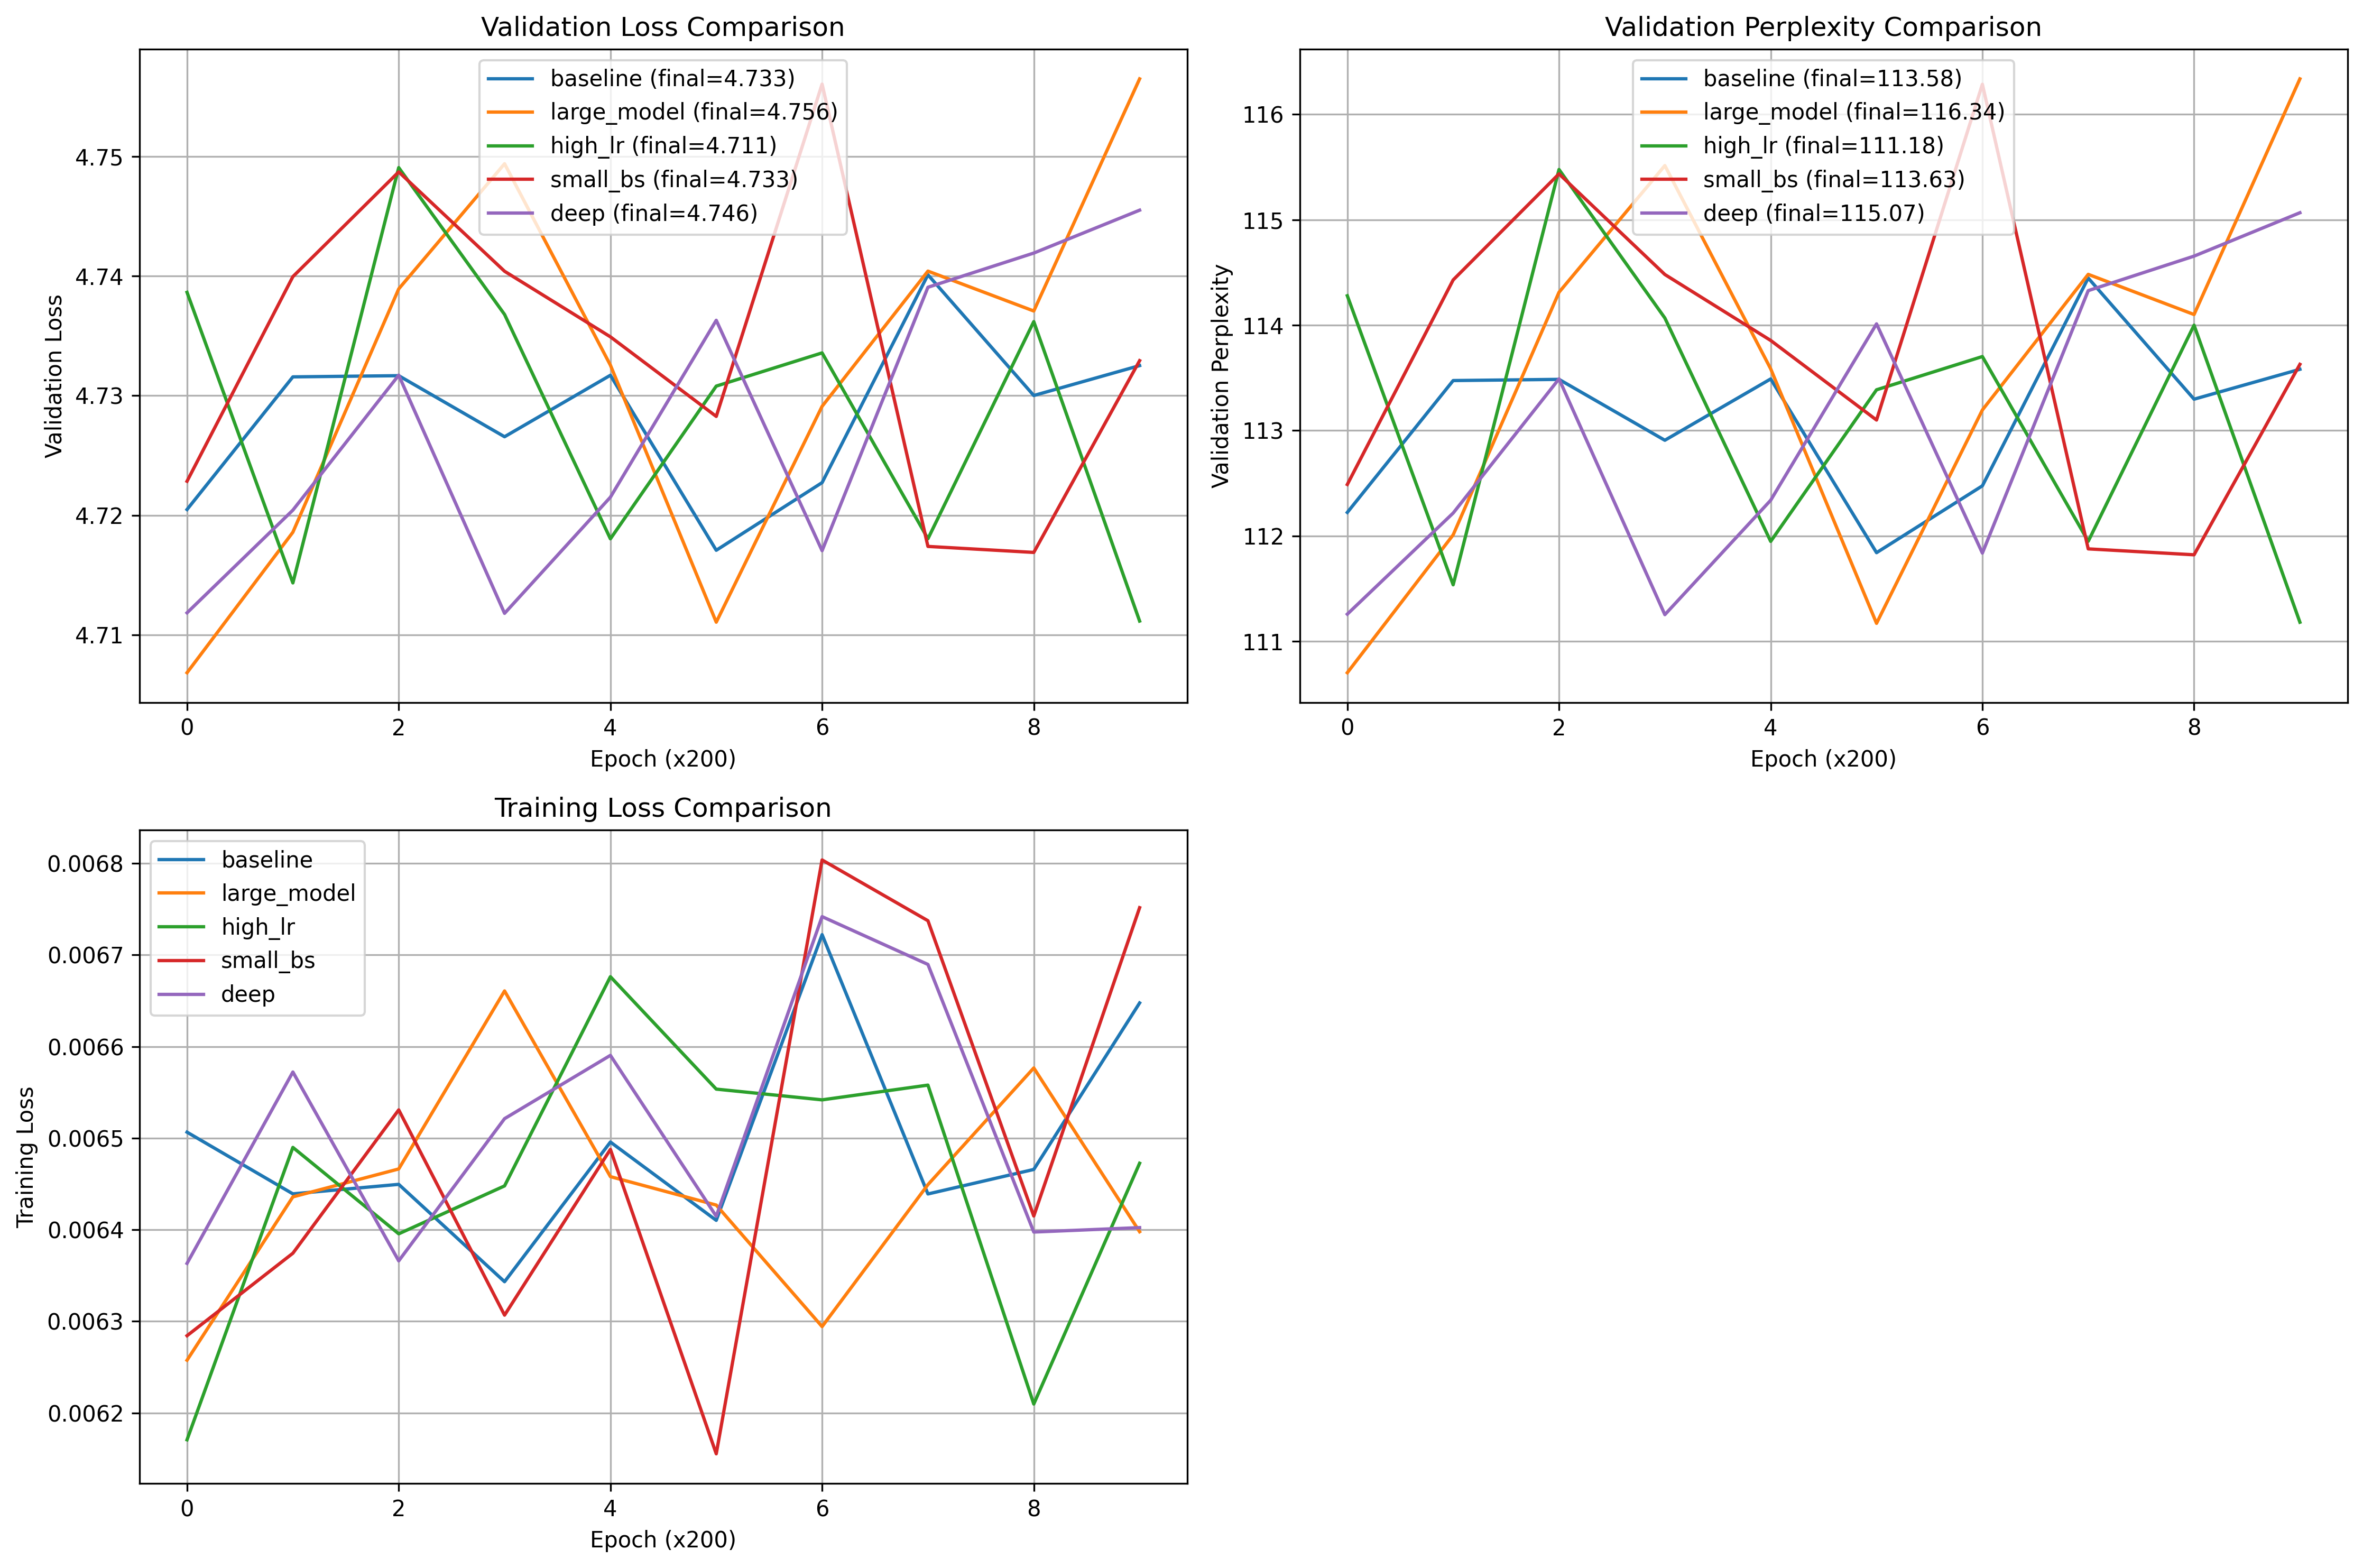 Validation Loss Comparison
baseline (final=4.733)
large_model (final=4.756)
high_lr (final=4.711)
small_bs (final=4.733)
deep (final=4.746)
4.75
4.74
4.73
4.72
4.71
Validation Loss
0 2 4 6 8
Epoch (x200)
Validation Perplexity Comparison
baseline (final=113.58)
large_model (final=116.34)
high_lr (final=111.18)
small_bs (final=113.63)
deep (final=115.07)
116
115
114
113
112
111
Validation Perplexity
0 2 4 6 8
Epoch (x200)
Training Loss Comparison
baseline
large_model
high_lr
small_bs
deep
0.0068
0.0067
0.0066
0.0065
0.0064
0.0063
0.0062
Training Loss
0 2 4 6 8
Epoch (x200)